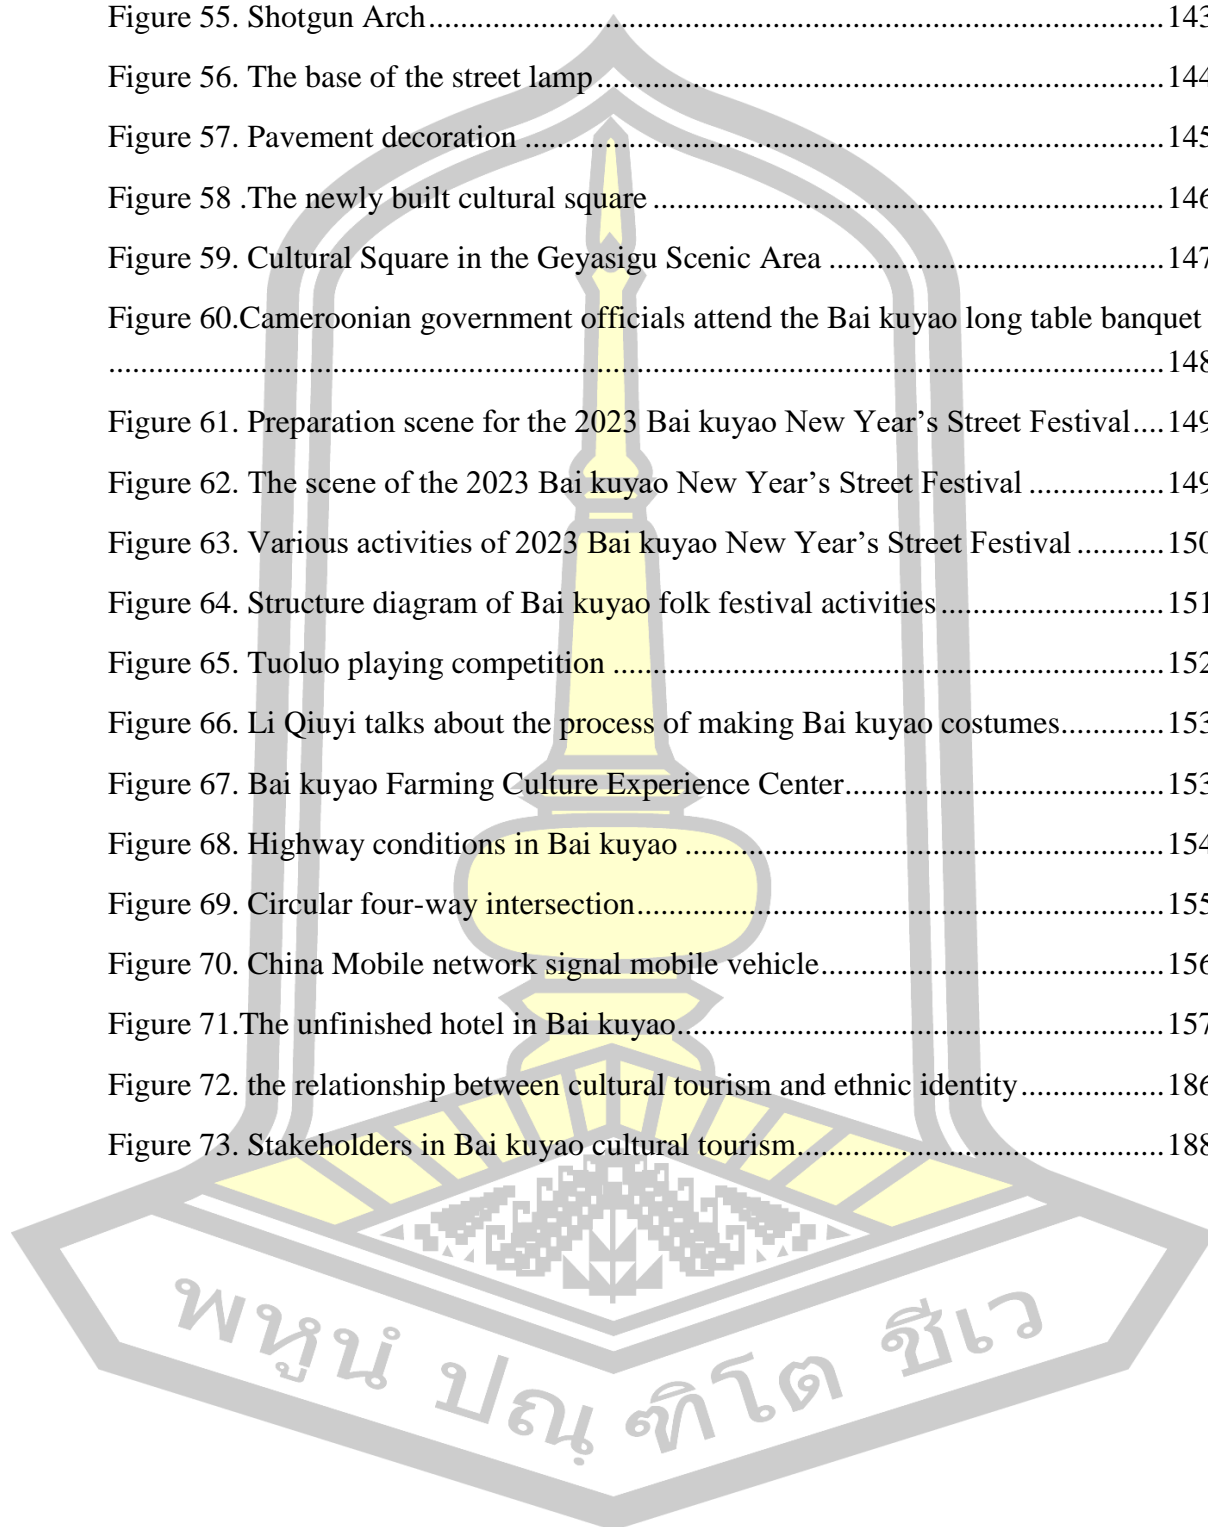 Figure 55. Shotgun Arch............................................................................................143
Figure 56. The base of the street lamp.......................................................................144
Figure 57. Pavement decoration ................................................................................145
Figure 58 .The newly built cultural square ................................................................146
Figure 59. Cultural Square in the Geyasigu Scenic Area ..........................................147
Figure 60.Cameroonian government officials attend the Bai kuyao long table banquet
....................................................................................................................................148
Figure 61. Preparation scene for the 2023 Bai kuyao New Year’s Street Festival....149
Figure 62. The scene of the 2023 Bai kuyao New Year’s Street Festival .................149
Figure 63. Various activities of 2023 Bai kuyao New Year’s Street Festival ...........150
Figure 64. Structure diagram of Bai kuyao folk festival activities............................151
Figure 65. Tuoluo playing competition .....................................................................152
Figure 66. Li Qiuyi talks about the process of making Bai kuyao costumes.............153
Figure 67. Bai kuyao Farming Culture Experience Center........................................153
Figure 68. Highway conditions in Bai kuyao ............................................................154
Figure 69. Circular four-way intersection..................................................................155
Figure 70. China Mobile network signal mobile vehicle...........................................156
Figure 71.The unfinished hotel in Bai kuyao.............................................................157
Figure 72. the relationship between cultural tourism and ethnic identity..................186
Figure 73. Stakeholders in Bai kuyao cultural tourism..............................................188
พหูนํ ปณฺฑิโต ชีเว